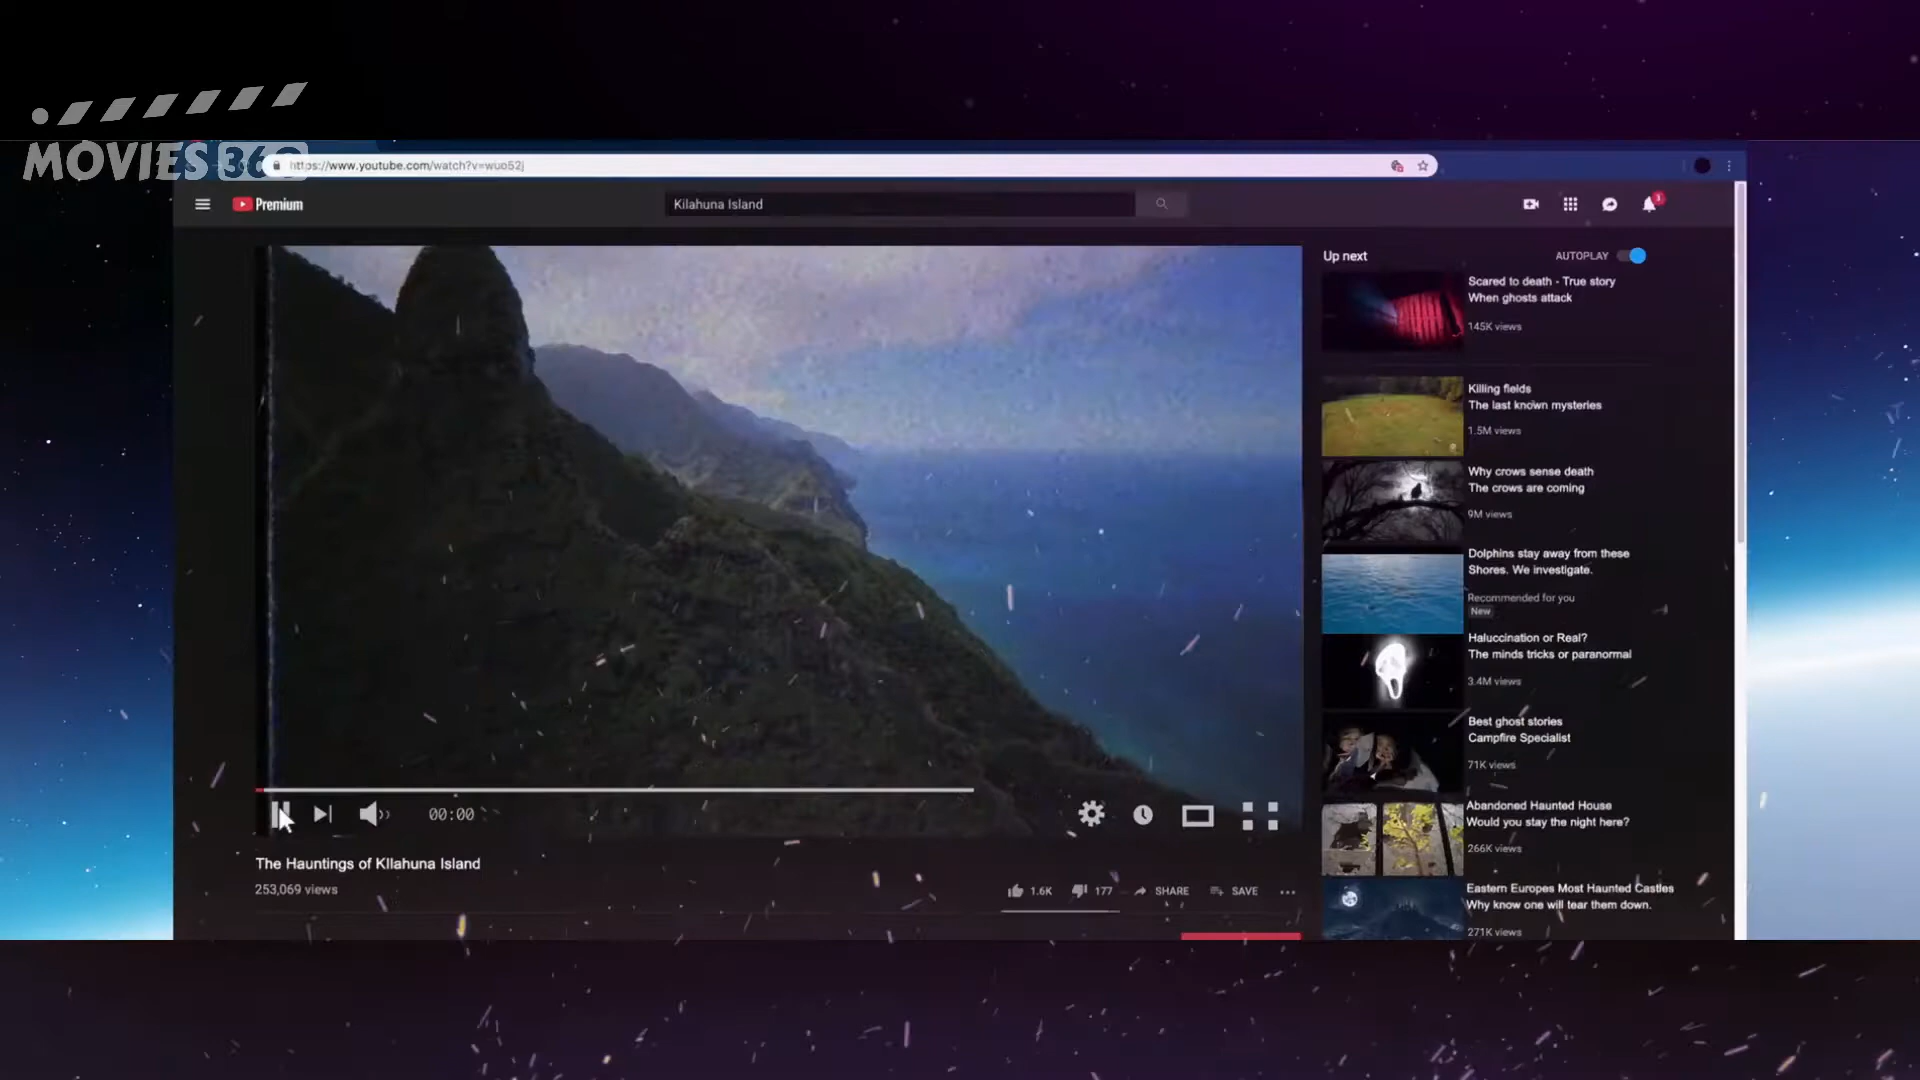 MOVIES 360
https://www.youtube.com/watch?v=wuo52j
Premium
Kilahuna Island
3
Up next
AUTOPLAY
Scared to death - True story
When ghosts attack
145K views
Killing fields
The last known mysteries
1.5M views
Why crows sense death
The crows are coming
9M views
Dolphins stay away from these
Shores. We investigate.
Recommended for you
New
Haluccination or Real?
The minds tricks or paranormal
3.4M views
Best ghost stories
Campfire Specialist
71K views
Abandoned Haunted House
Would you stay the night here?
266K views
Eastern Europes Most Haunted Castles
Why know one will tear them down.
271K views
00:00
The Hauntings of KIlahuna Island
253,069 views
1.6K
177
SHARE
SAVE